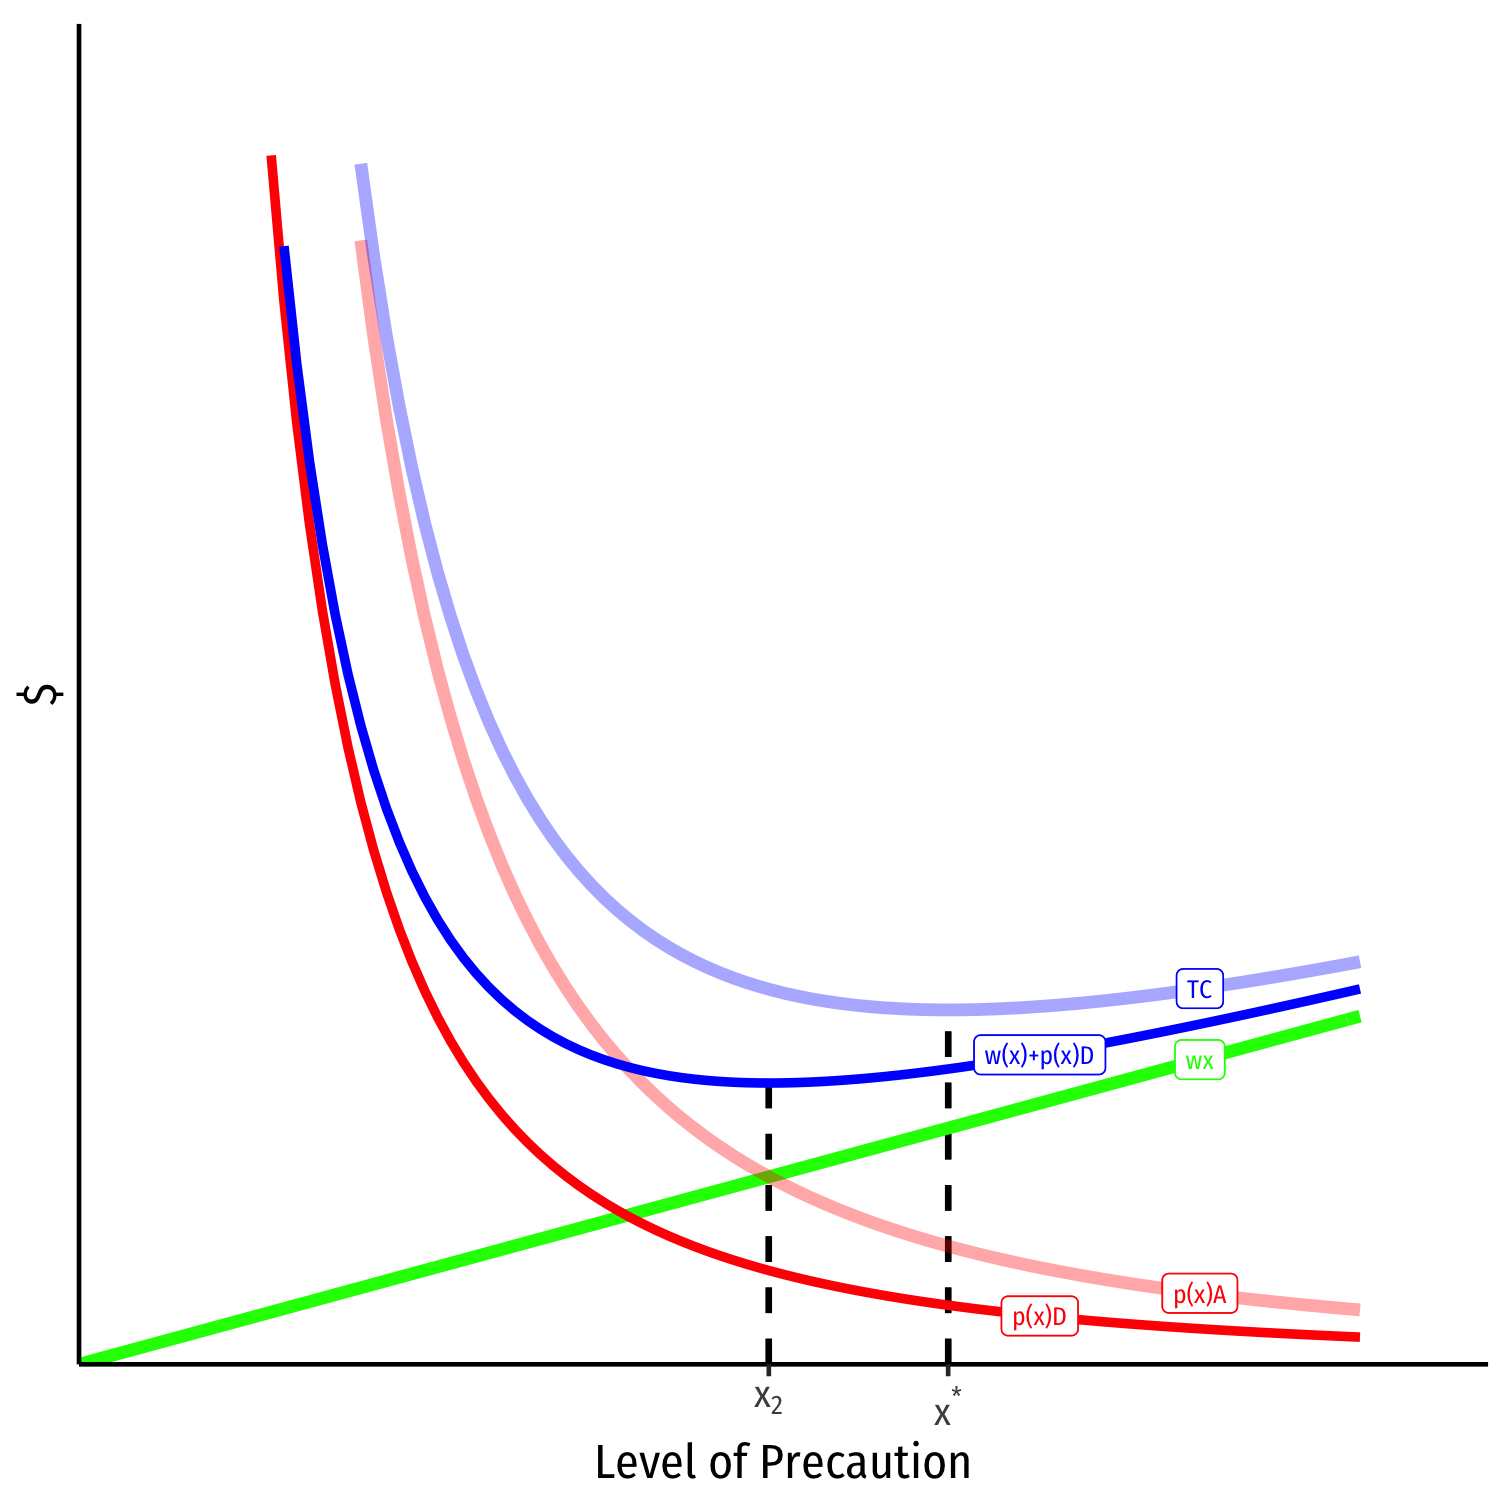 $
TC
w(x)+p(x)D
wx
p(x)A
p(x)D
x₂
x*
Level of Precaution